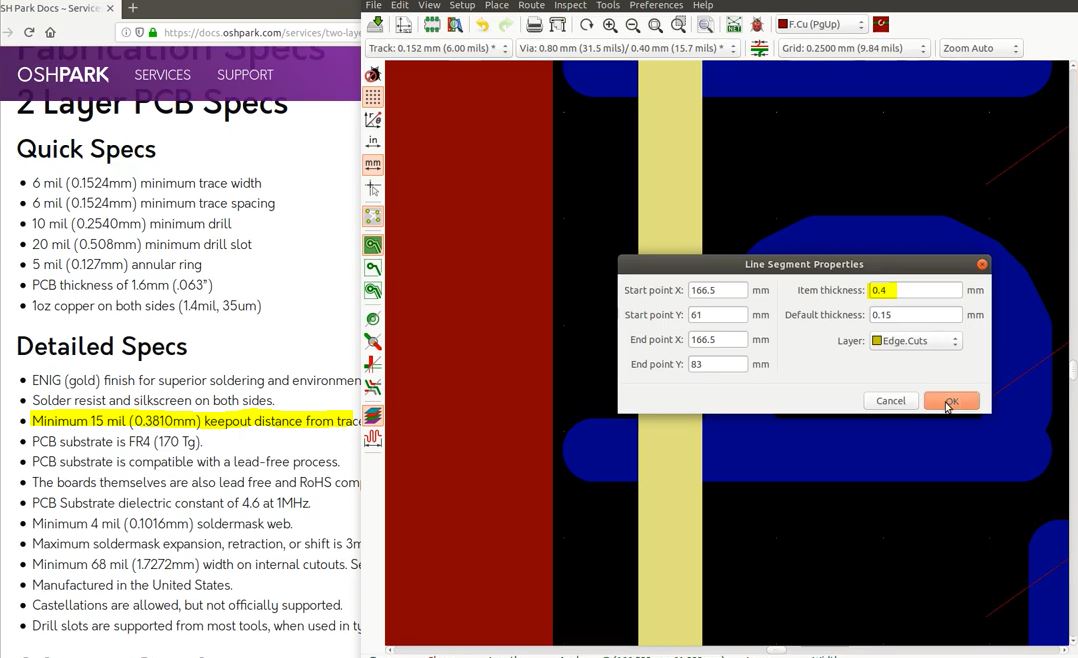 SH Park Docs ~ Service
File Edit View Setup Place Route Inspect Tools Preferences Help
https://docs.oshpark.com/services/two-laye
F.Cu (PgUp)
Track: 0.152 mm (6.00 mils) *
Via: 0.80 mm (31.5 mils)/ 0.40 mm (15.7 mils) *
Grid: 0.2500 mm (9.84 mils)
Zoom Auto
Fabrication Specs
OSHPARK SERVICES SUPPORT
2 Layer PCB Specs
Quick Specs
6 mil (0.1524mm) minimum trace width
6 mil (0.1524mm) minimum trace spacing
10 mil (0.2540mm) minimum drill
20 mil (0.508mm) minimum drill slot
5 mil (0.127mm) annular ring
PCB thickness of 1.6mm (.063”)
1oz copper on both sides (1.4mil, 35um)
Detailed Specs
ENIG (gold) finish for superior soldering and environmen
Solder resist and silkscreen on both sides.
Minimum 15 mil (0.3810mm) keepout distance from trace
PCB substrate is FR4 (170 Tg).
PCB substrate is compatible with a lead-free process.
The boards themselves are also lead free and RoHS com
PCB Substrate dielectric constant of 4.6 at 1MHz.
Minimum 4 mil (0.1016mm) soldermask web.
Maximum soldermask expansion, retraction, or shift is 3m
Minimum 68 mil (1.7272mm) width on internal cutouts. Se
Manufactured in the United States.
Castellations are allowed, but not officially supported.
Drill slots are supported from most tools, when used in ty
in
mm
Line Segment Properties
Start point X: 166.5 mm
Item thickness: 0.4 mm
Start point Y: 61 mm
Default thickness: 0.15 mm
End point X: 166.5 mm
Layer: Edge.Cuts
End point Y: 83 mm
Cancel OK